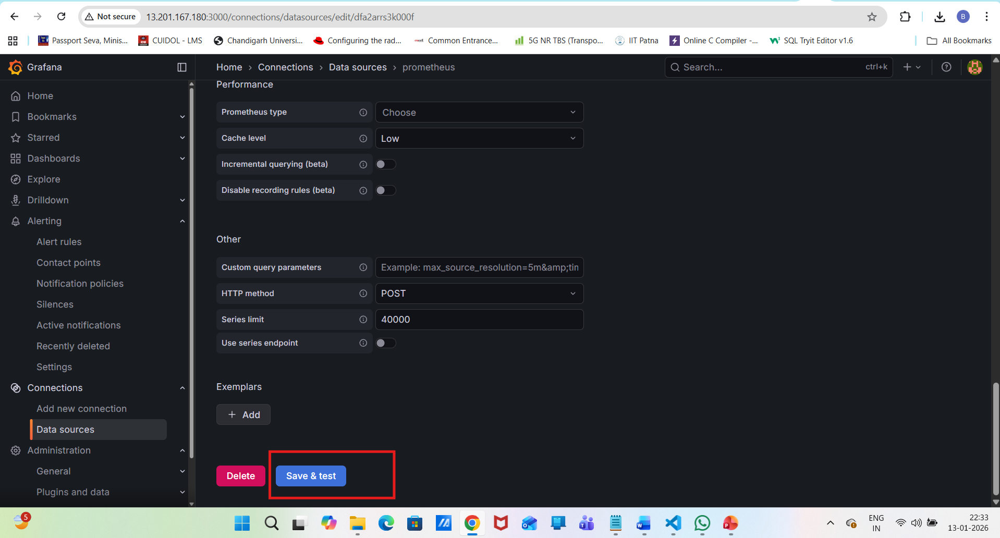 Not secure
13.201.167.180:3000/connections/datasources/edit/dfa2arrs3k000f
B
Passport Seva, Minis...
CUIDOL - LMS
Chandigarh Universi...
Configuring the rad...
Common Entrance...
5G NR TBS (Transpo...
IIT Patna
Online C Compiler -...
SQL Tryit Editor v1.6
All Bookmarks
Grafana
Home › Connections › Data sources › prometheus
Search...
ctrl+k
Home
Bookmarks
Starred
Dashboards
Explore
Drilldown
Alerting
Alert rules
Contact points
Notification policies
Silences
Active notifications
Recently deleted
Settings
Connections
Add new connection
Data sources
Administration
General
Plugins and data
Performance
Prometheus type
Choose
Cache level
Low
Incremental querying (beta)
Disable recording rules (beta)
Other
Custom query parameters
Example: max_source_resolution=5m&amp;tin
HTTP method
POST
Series limit
40000
Use series endpoint
Exemplars
+ Add
Delete
Save & test
5
ENG
IN
22:33
13-01-2026